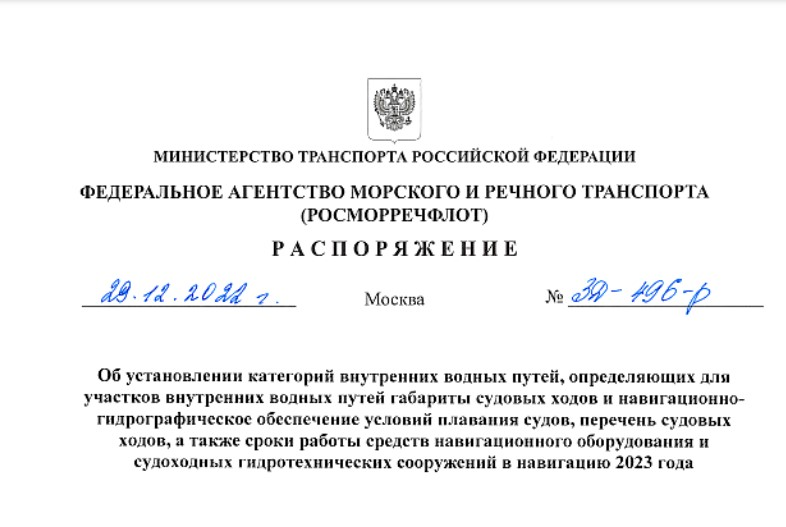 МИНИСТЕРСТВО ТРАНСПОРТА РОССИЙСКОЙ ФЕДЕРАЦИИ
ФЕДЕРАЛЬНОЕ АГЕНТСТВО МОРСКОГО И РЕЧНОГО ТРАНСПОРТА
(РОСМОРРЕЧФЛОТ)
РАСПОРЯЖЕНИЕ
29.12.2022 г. Москва № ЗД-496-р
Об установлении категорий внутренних водных путей, определяющих для
участков внутренних водных путей габариты судовых ходов и навигационно-
гидрографическое обеспечение условий плавания судов, перечень судовых
ходов, а также сроки работы средств навигационного оборудования и
судоходных гидротехнических сооружений в навигацию 2023 года